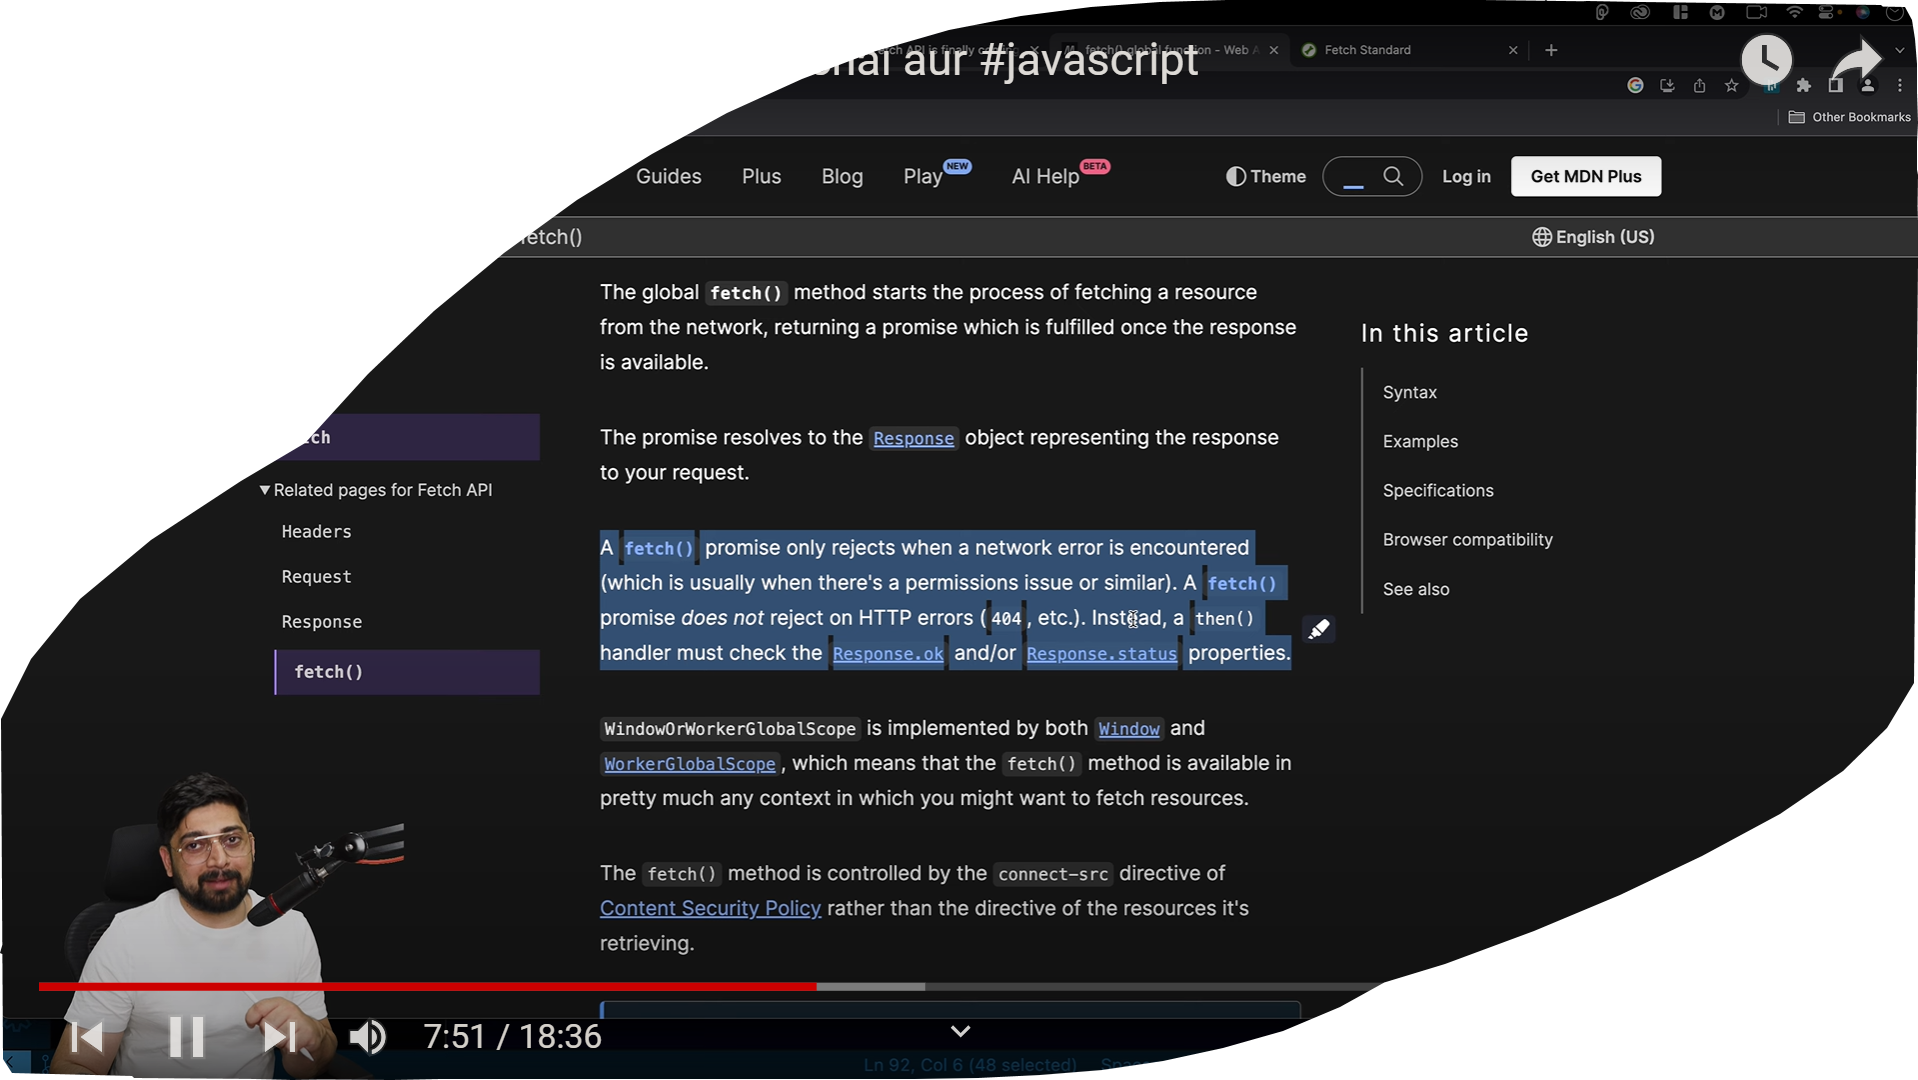 aur #javascript
fetch() global function - Web A
Fetch Standard
Other Bookmarks
Guides
Plus
Blog
Play NEW
AI Help BETA
Theme
Log in
Get MDN Plus
fetch()
English (US)
The global fetch() method starts the process of fetching a resource
from the network, returning a promise which is fulfilled once the response
is available.
The promise resolves to the Response object representing the response
to your request.
A fetch() promise only rejects when a network error is encountered
(which is usually when there's a permissions issue or similar). A fetch()
promise does not reject on HTTP errors (404, etc.). Instead, a then()
handler must check the Response.ok and/or Response.status properties.
WindowOrWorkerGlobalScope is implemented by both Window and
WorkerGlobalScope, which means that the fetch() method is available in
pretty much any context in which you might want to fetch resources.
The fetch() method is controlled by the connect-src directive of
Content Security Policy rather than the directive of the resources it's
retrieving.
In this article
Syntax
Examples
Specifications
Browser compatibility
See also
Related pages for Fetch API
Headers
Request
Response
fetch()
7:51 / 18:36
Ln 92, Col 6 (48 selected)